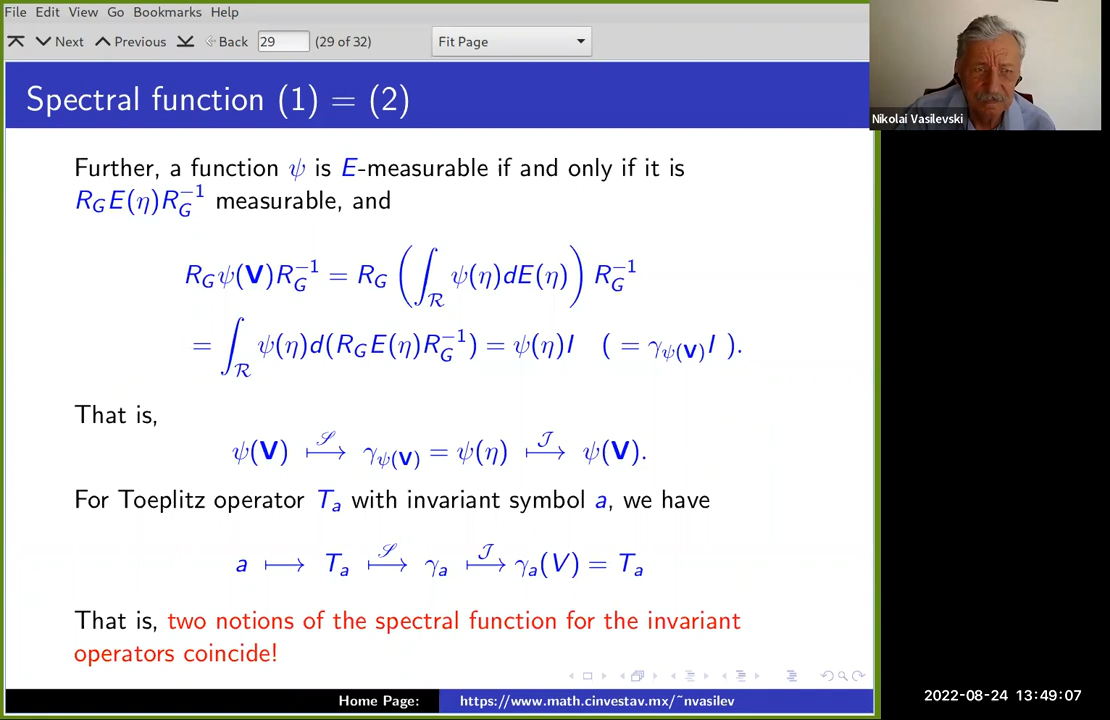 File Edit View Go Bookmarks Help
Next Previous Back 29 (29 of 32) Fit Page
Nikolai Vasilevski
Spectral function (1) = (2)
Further, a function ψ is E-measurable if and only if it is
R_G E(η)R_G^{-1} measurable, and
R_G ψ(V)R_G^{-1} = R_G (∫_ℛ ψ(η)dE(η)) R_G^{-1}
= ∫_ℛ ψ(η)d(R_G E(η)R_G^{-1}) = ψ(η)I ( = γ_{ψ(V)}I ).
That is,
ψ(V) ⟼^𝒮 γ_{ψ(V)} = ψ(η) ⟼^𝒥 ψ(V).
For Toeplitz operator T_a with invariant symbol a, we have
a ⟼ T_a ⟼^𝒮 γ_a ⟼^𝒥 γ_a(V) = T_a
That is, two notions of the spectral function for the invariant
operators coincide!
Home Page: https://www.math.cinvestav.mx/~nvasilev
2022-08-24 13:49:07